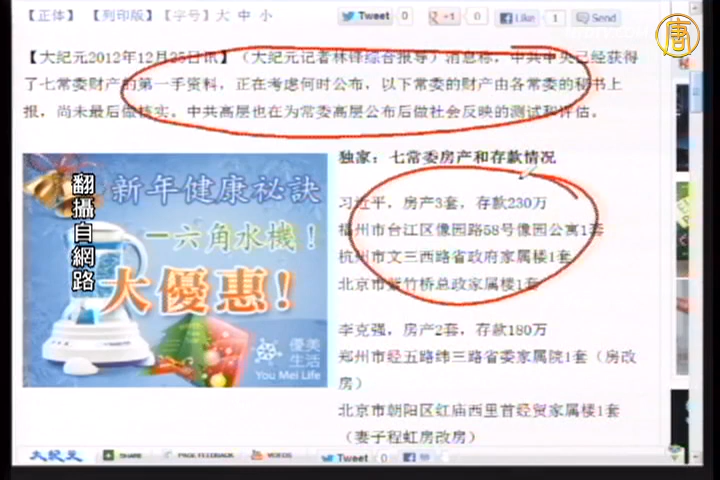 【正体】 【列印版】 【字号】大 中 小
Tweet 0
+1 0
Like 1
Send
唐
【大纪元2012年12月25日讯】（大纪元记者林锋综合报导）消息称，中共中央已经获得
了七常委财产的第一手资料，正在考虑何时公布，以下常委的财产由各常委的秘书上
报，尚未最后做核实。中共高层也在为常委高层公布后做社会反映的测试和评估。
翻攝自網路
新年健康祕訣
一六角水機！
大優惠！
優美
生活
You Mei Life
独家：七常委房产和存款情况
习近平，房产3套，存款230万
福州市台江区像园路58号像园公寓1套
杭州市文三西路省政府家属楼1套
北京市新竹桥总政家属楼1套
李克强，房产2套，存款180万
郑州市经五路纬三路省委家属院1套（房改
房）
北京市朝阳区红庙西里首经贸家属楼1套
（妻子程虹房改房）
大纪元
SHARE
FREE FEEDBACK
VIDEOS
Tweet 0